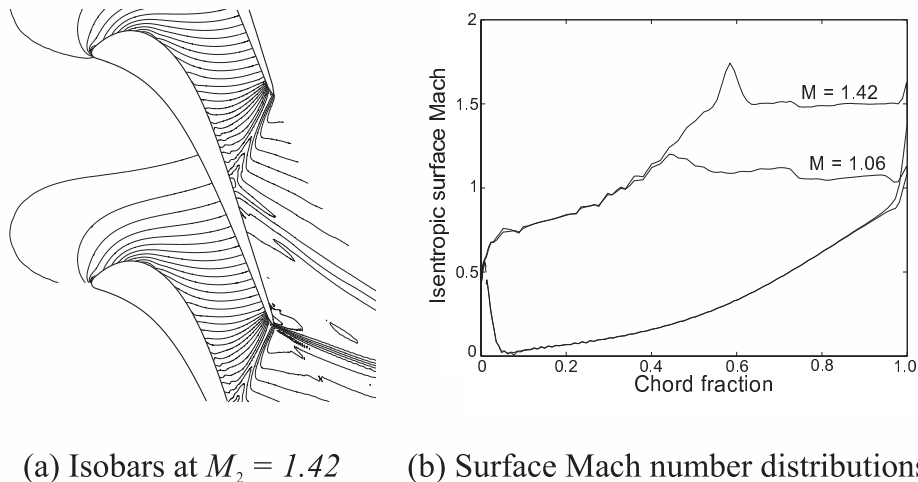 2
1.5
1
0.5
0
Isentropic surface Mach
M = 1.42
M = 1.06
0 0.2 0.4 0.6 0.8 1.0
Chord fraction
(a) Isobars at M2 = 1.42
(b) Surface Mach number distributions